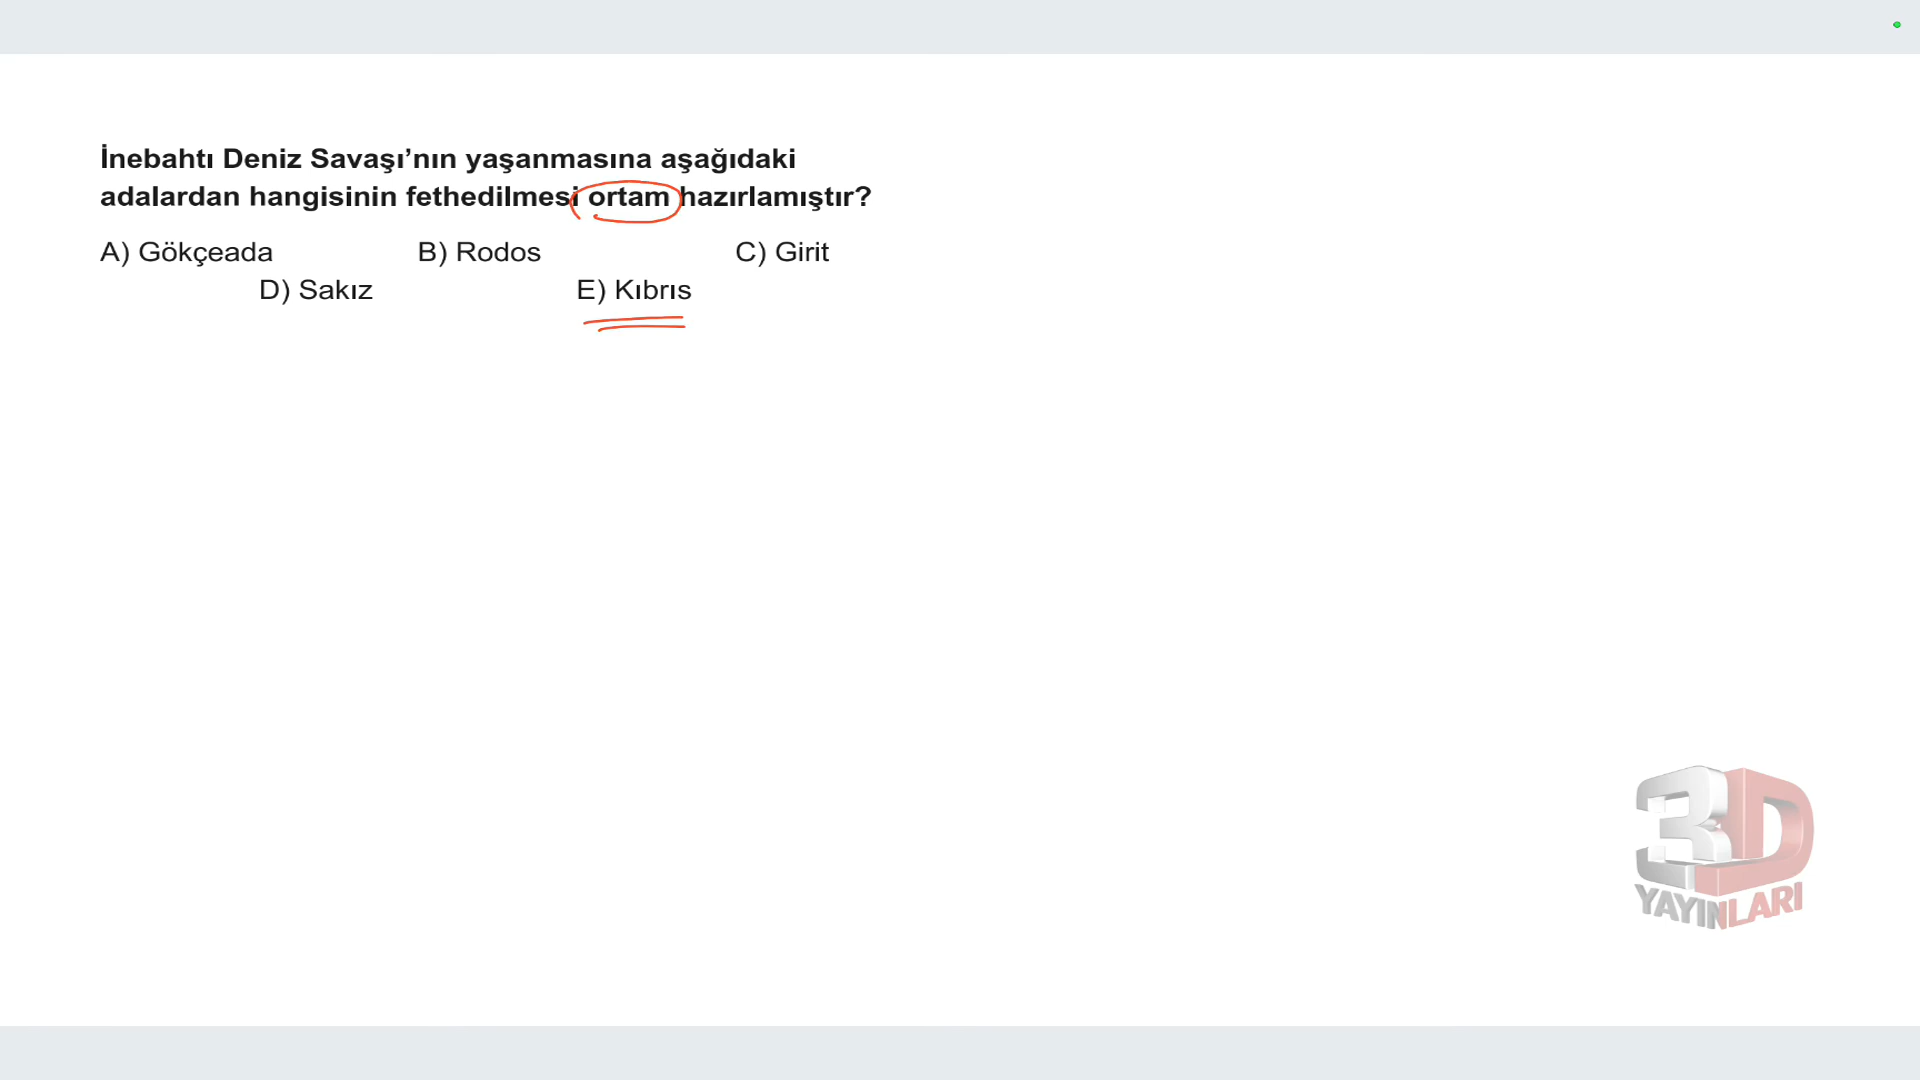 İnebahtı Deniz Savaşı’nın yaşanmasına aşağıdaki
adalardan hangisinin fethedilmesi ortam hazırlamıştır?
A) Gökçeada B) Rodos C) Girit
D) Sakız E) Kıbrıs
3D
YAYINLARI